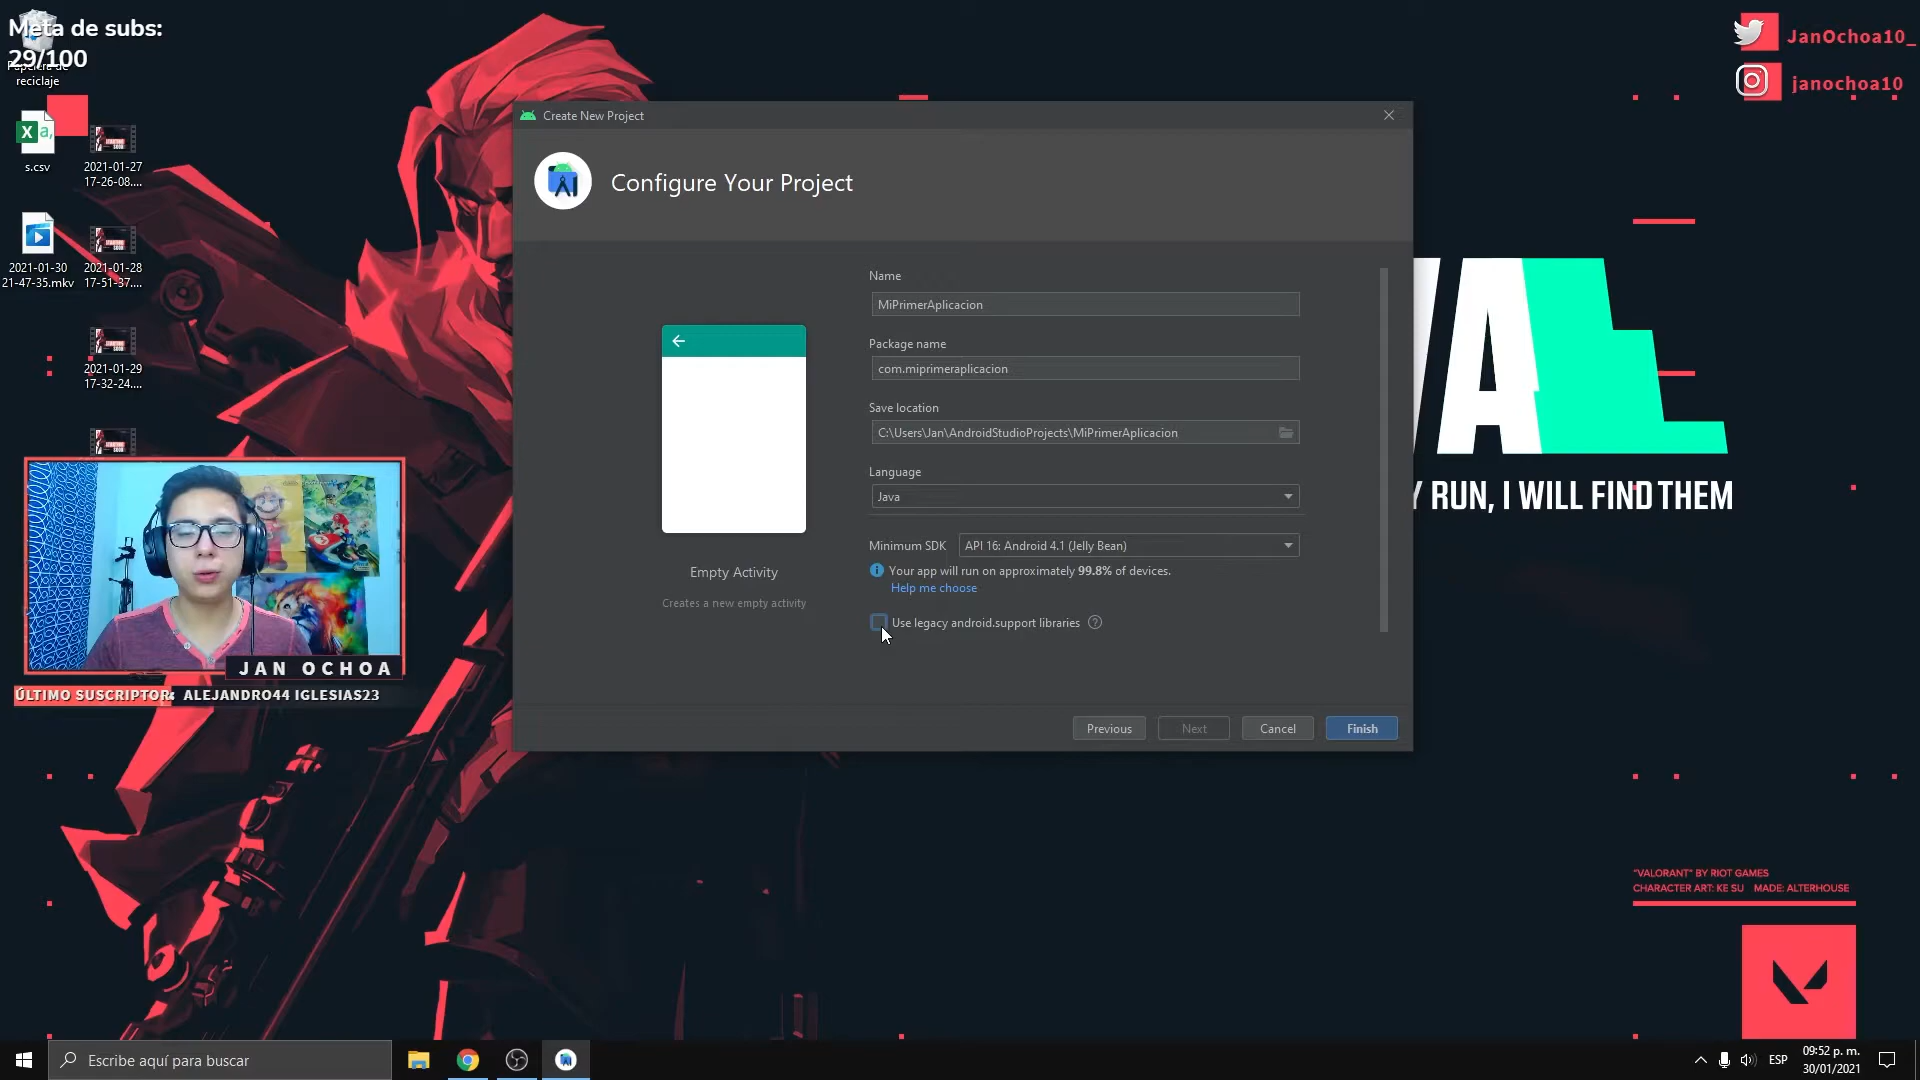 Meta de subs:
29/100
Papelera de
reciclaje
s.csv
2021-01-27
17-26-08....
2021-01-30
21-47-35.mkv
2021-01-28
17-51-37....
2021-01-29
17-32-24....
JAN OCHOA
ÚLTIMO SUSCRIPTOR: ALEJANDRO44 IGLESIAS23
JanOchoa10_
janochoa10
Create New Project
Configure Your Project
Name
MiPrimerAplicacion
Package name
com.miprimeraplicacion
Save location
C:\Users\Jan\AndroidStudioProjects\MiPrimerAplicacion
Language
Java
Minimum SDK
API 16: Android 4.1 (Jelly Bean)
Your app will run on approximately 99.8% of devices.
Help me choose
Use legacy android.support libraries
Empty Activity
Creates a new empty activity
Previous
Next
Cancel
Finish
RUN, I WILL FIND THEM
"VALORANT" BY RIOT GAMES
CHARACTER ART: KE SU MADE: ALTERHOUSE
Escribe aquí para buscar
ESP
09:52 p. m.
30/01/2021